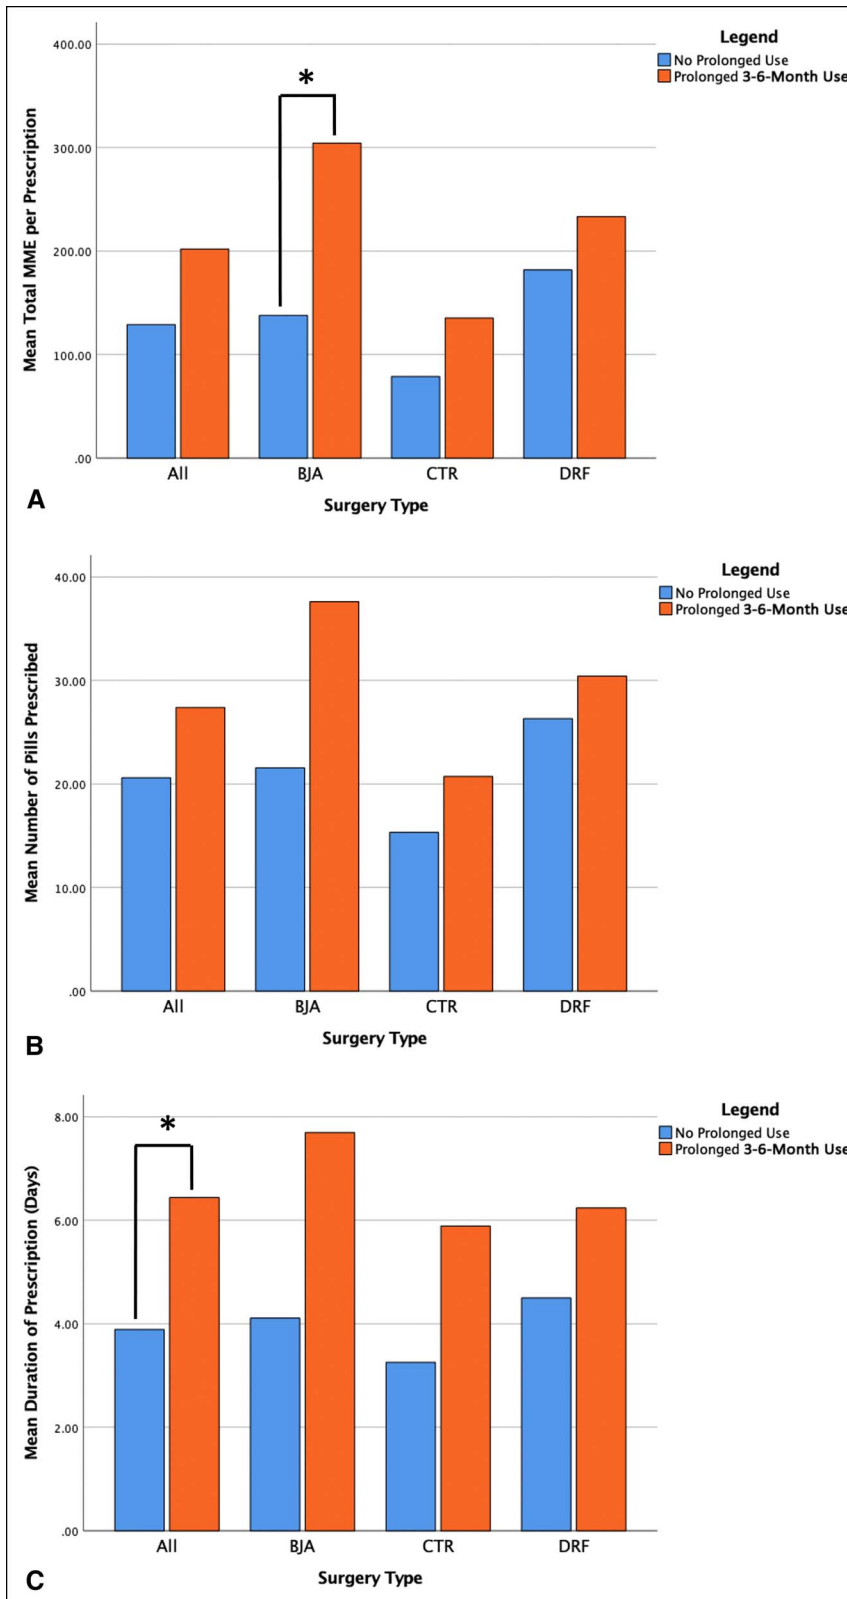 Legend
No Prolonged Use
Prolonged 3-6-Month Use
*
Mean Total MME per Prescription
400.00
300.00
200.00
100.00
.00
All BJA CTR DRF
Surgery Type
A
Legend
No Prolonged Use
Prolonged 3-6-Month Use
Mean Number of Pills Prescribed
40.00
30.00
20.00
10.00
.00
All BJA CTR DRF
Surgery Type
B
Legend
No Prolonged Use
Prolonged 3-6-Month Use
*
Mean Duration of Prescription (Days)
8.00
6.00
4.00
2.00
.00
All BJA CTR DRF
Surgery Type
C